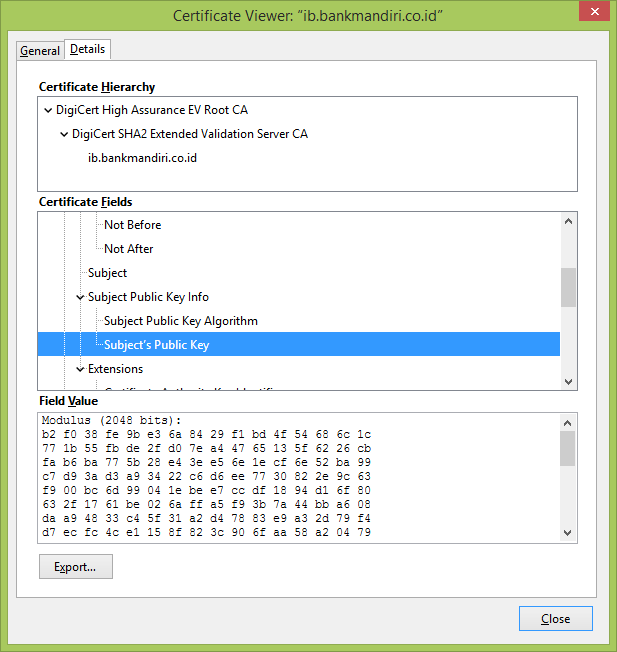 Certificate Viewer: “ib.bankmandiri.co.id”
General Details
Certificate Hierarchy
DigiCert High Assurance EV Root CA
DigiCert SHA2 Extended Validation Server CA
ib.bankmandiri.co.id
Certificate Fields
Not Before
Not After
Subject
Subject Public Key Info
Subject Public Key Algorithm
Subject's Public Key
Extensions
Certificate Authority Key Identifier
Field Value
Modulus (2048 bits):
b2 f0 38 fe 9b e3 6a 84 29 f1 bd 4f 54 68 6c 1c
77 1b 55 fb de 2f d0 7e a4 47 65 13 5f 62 26 cb
fa b6 ba 77 5b 28 e4 3e e5 6e 1e cf 6e 52 ba 99
c7 d9 3a d3 a9 34 22 c6 d6 ee 77 30 82 2e 9c 63
f9 00 bc 6d 99 04 1e be e7 cc df 18 94 d1 6f 80
63 2f 17 61 be 02 6a ff a5 f9 3b 7a 44 bb a6 08
da a9 48 33 c4 5f 31 a2 d4 78 83 e9 a3 2d 79 f4
d7 ec fc 4c e1 15 8f 82 3c 90 6f aa 58 a2 04 79
Export...
Close